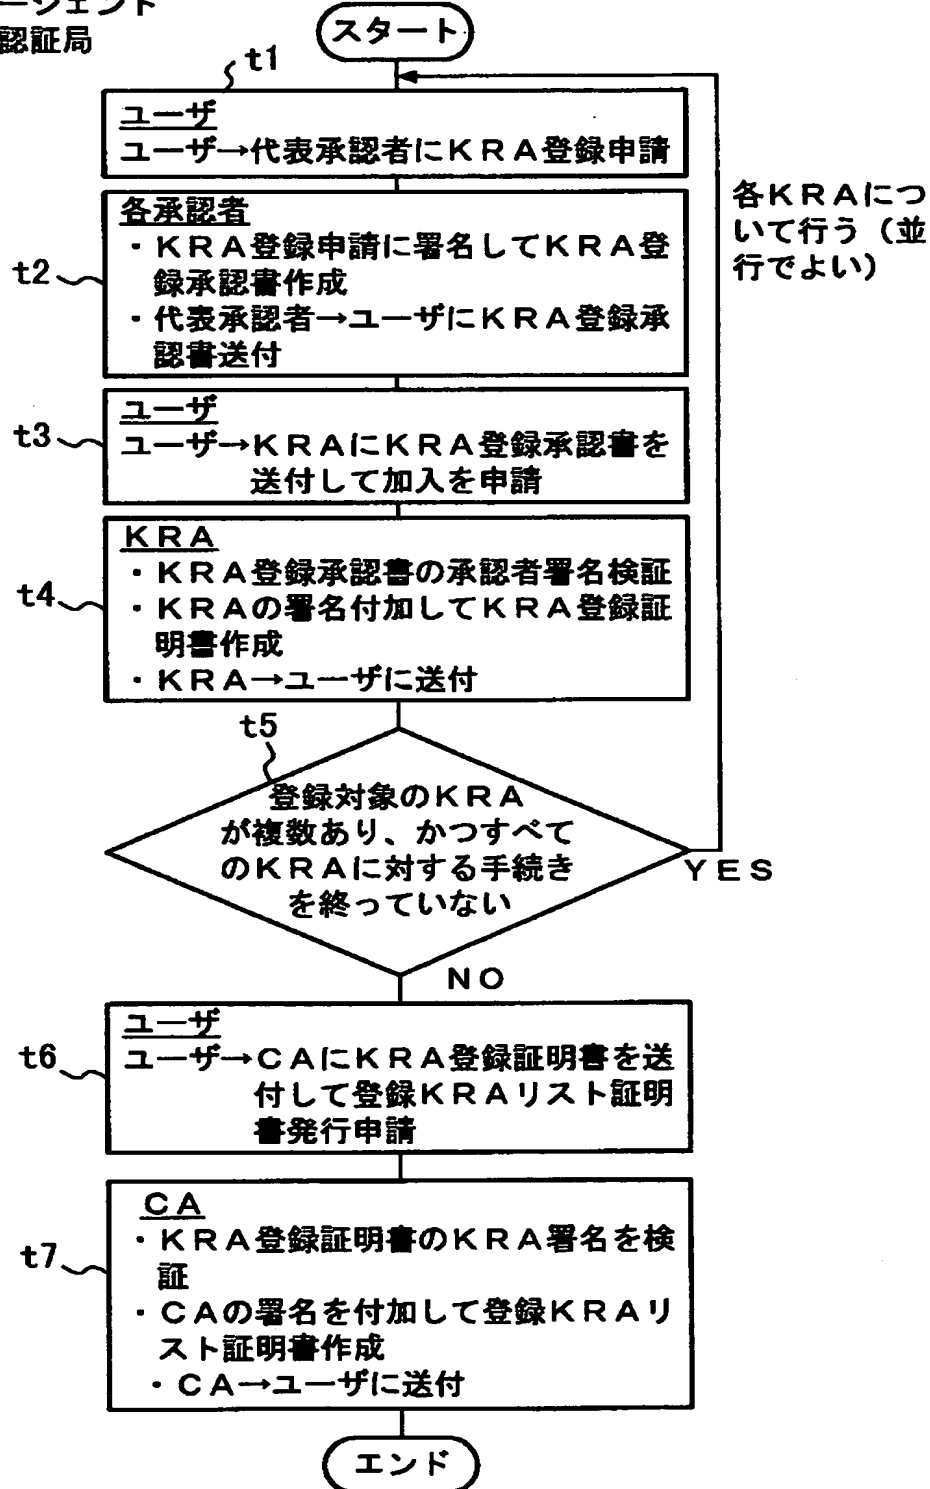 ージェント
認証局
スタート
t1
ユーザ
ユーザ→代表承認者にKRA登録申請
各KRAにつ
いて行う（並
行でよい）
t2
各承認者
・KRA登録申請に署名してKRA登
録承認書作成
・代表承認者→ユーザにKRA登録承
認書送付
t3
ユーザ
ユーザ→KRAにKRA登録承認書を
送付して加入を申請
t4
KRA
・KRA登録承認書の承認者署名検証
・KRAの署名付加してKRA登録証
明書作成
・KRA→ユーザに送付
t5
登録対象のKRA
が複数あり、かつすべて
のKRAに対する手続き
を終っていない
YES
NO
t6
ユーザ
ユーザ→CAにKRA登録証明書を送
付して登録KRAリスト証明
書発行申請
t7
CA
・KRA登録証明書のKRA署名を検
証
・CAの署名を付加して登録KRAリ
スト証明書作成
・CA→ユーザに送付
エンド